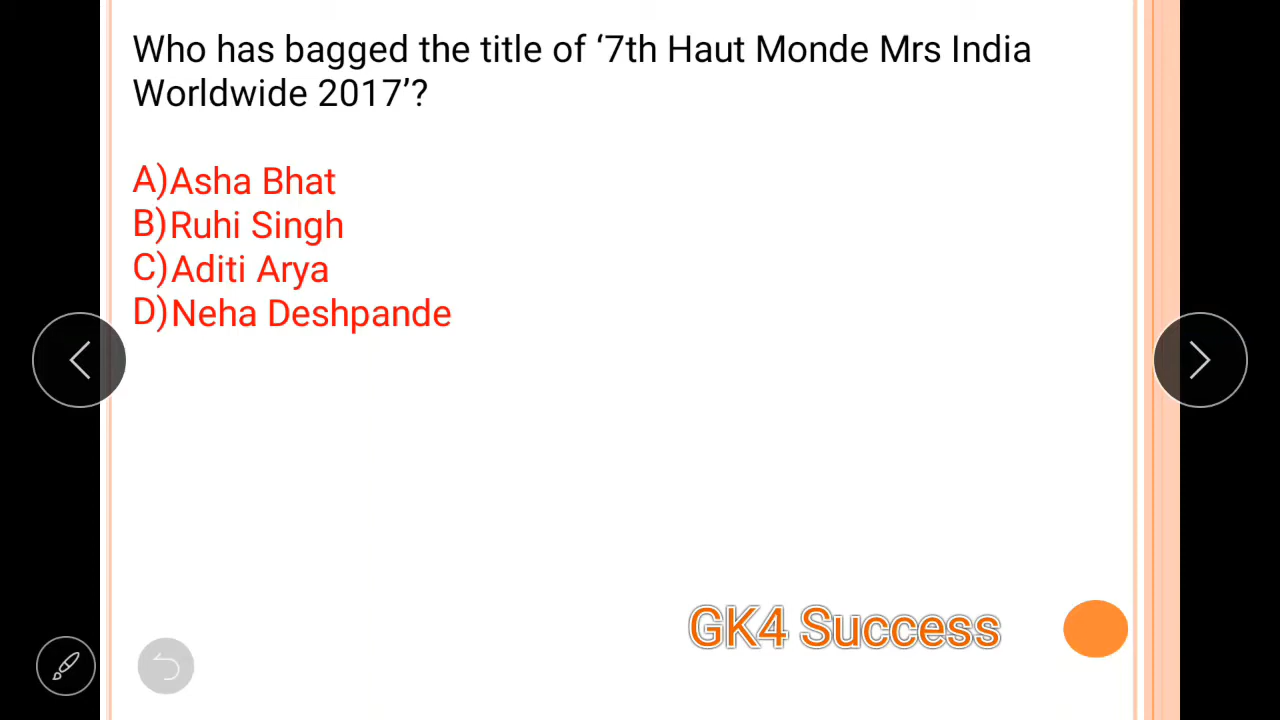 Who has bagged the title of ‘7th Haut Monde Mrs India
Worldwide 2017’?
A)Asha Bhat
B)Ruhi Singh
C)Aditi Arya
D)Neha Deshpande
GK4 Success